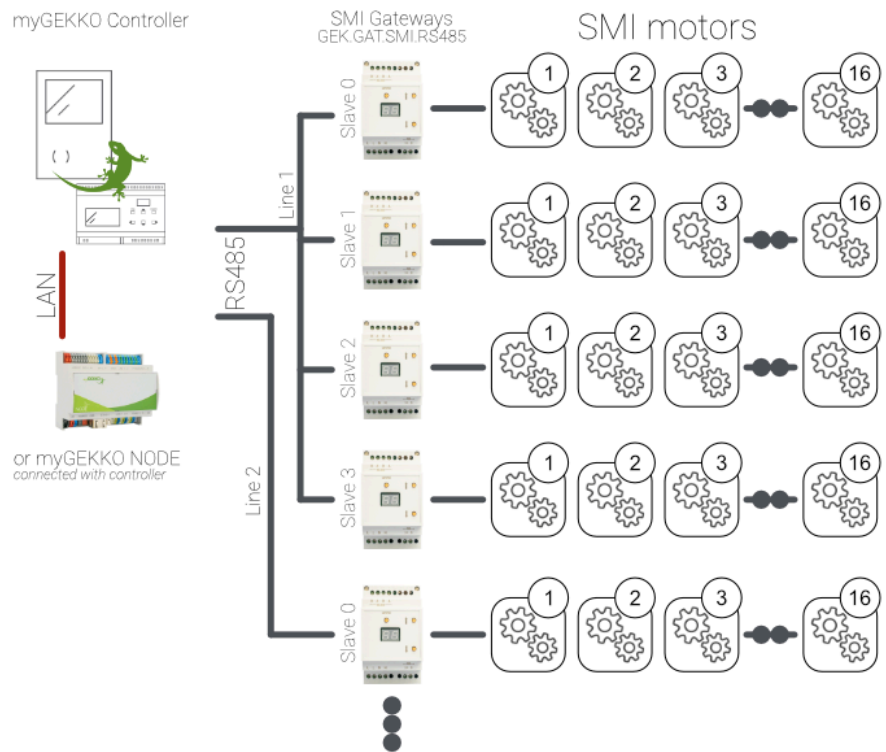 myGEKKO Controller
SMI Gateways
GEK.GAT.SMI.RS485
SMI motors
LAN
or myGEKKO NODE
connected with controller
RS485
Line 1
Line 2
Slave 0
1
2
3
16
Slave 1
1
2
3
16
Slave 2
1
2
3
16
Slave 3
1
2
3
16
Slave 0
1
2
3
16